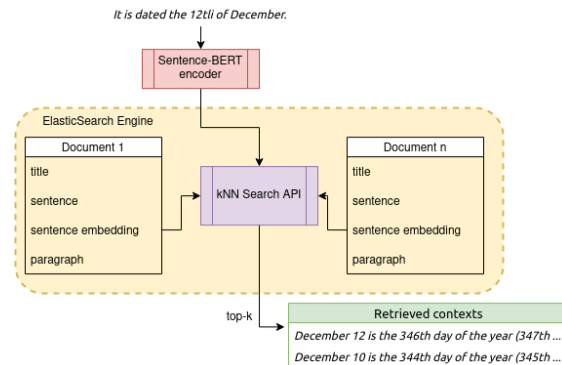 It is dated the 12tli of December.
Sentence-BERT
encoder
ElasticSearch Engine
Document 1
title
sentence
sentence embedding
paragraph
kNN Search API
Document n
title
sentence
sentence embedding
paragraph
top-k
Retrieved contexts
December 12 is the 346th day of the year (347th ...
December 10 is the 344th day of the year (345th ...